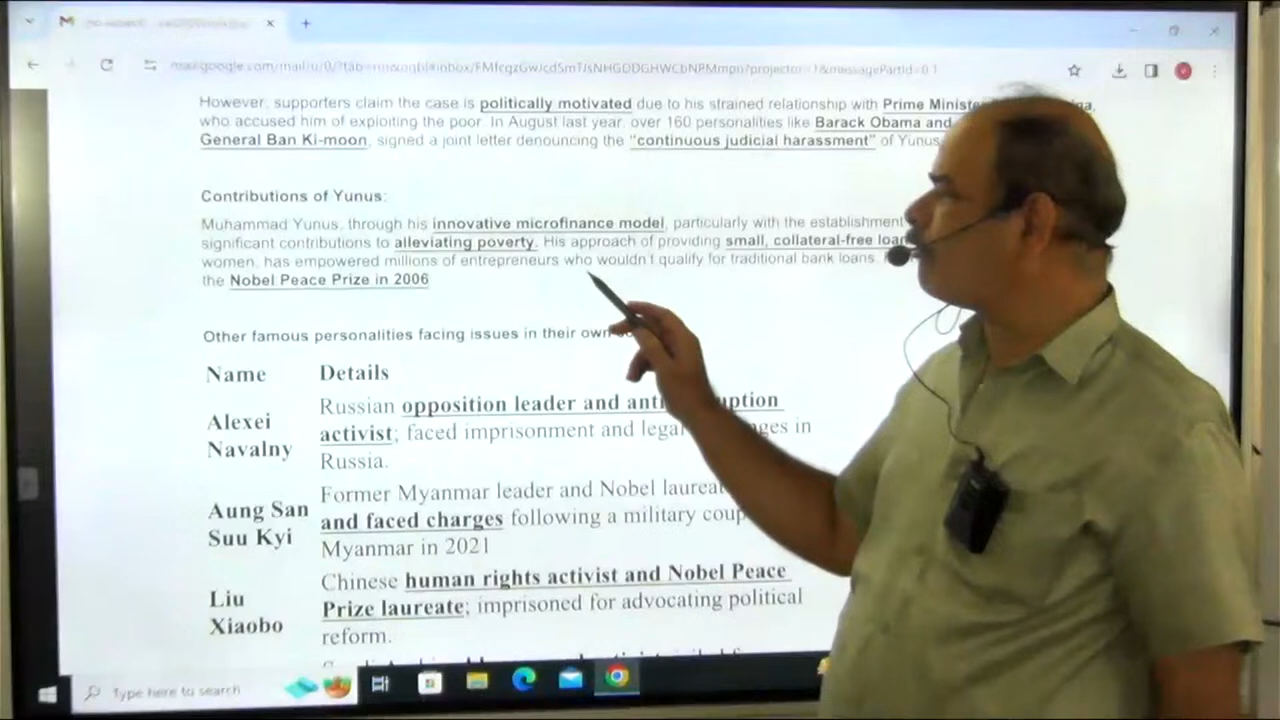 However, supporters claim the case is politically motivated due to his strained relationship with Prime Ministe
who accused him of exploiting the poor. In August last year, over 160 personalities like Barack Obama and
General Ban Ki-moon, signed a joint letter denouncing the "continuous judicial harassment" of Yunus
Contributions of Yunus:
Muhammad Yunus, through his innovative microfinance model, particularly with the establishment
significant contributions to alleviating poverty. His approach of providing small, collateral-free loa
women, has empowered millions of entrepreneurs who wouldn't qualify for traditional bank loans.
the Nobel Peace Prize in 2006
Other famous personalities facing issues in their own
Name Details
Alexei Navalny
Russian opposition leader and anti uption
activist; faced imprisonment and legal nges in
Russia.
Aung San Suu Kyi
Former Myanmar leader and Nobel laureat
and faced charges following a military coup
Myanmar in 2021
Liu Xiaobo
Chinese human rights activist and Nobel Peace
Prize laureate; imprisoned for advocating political
reform.
Type here to search